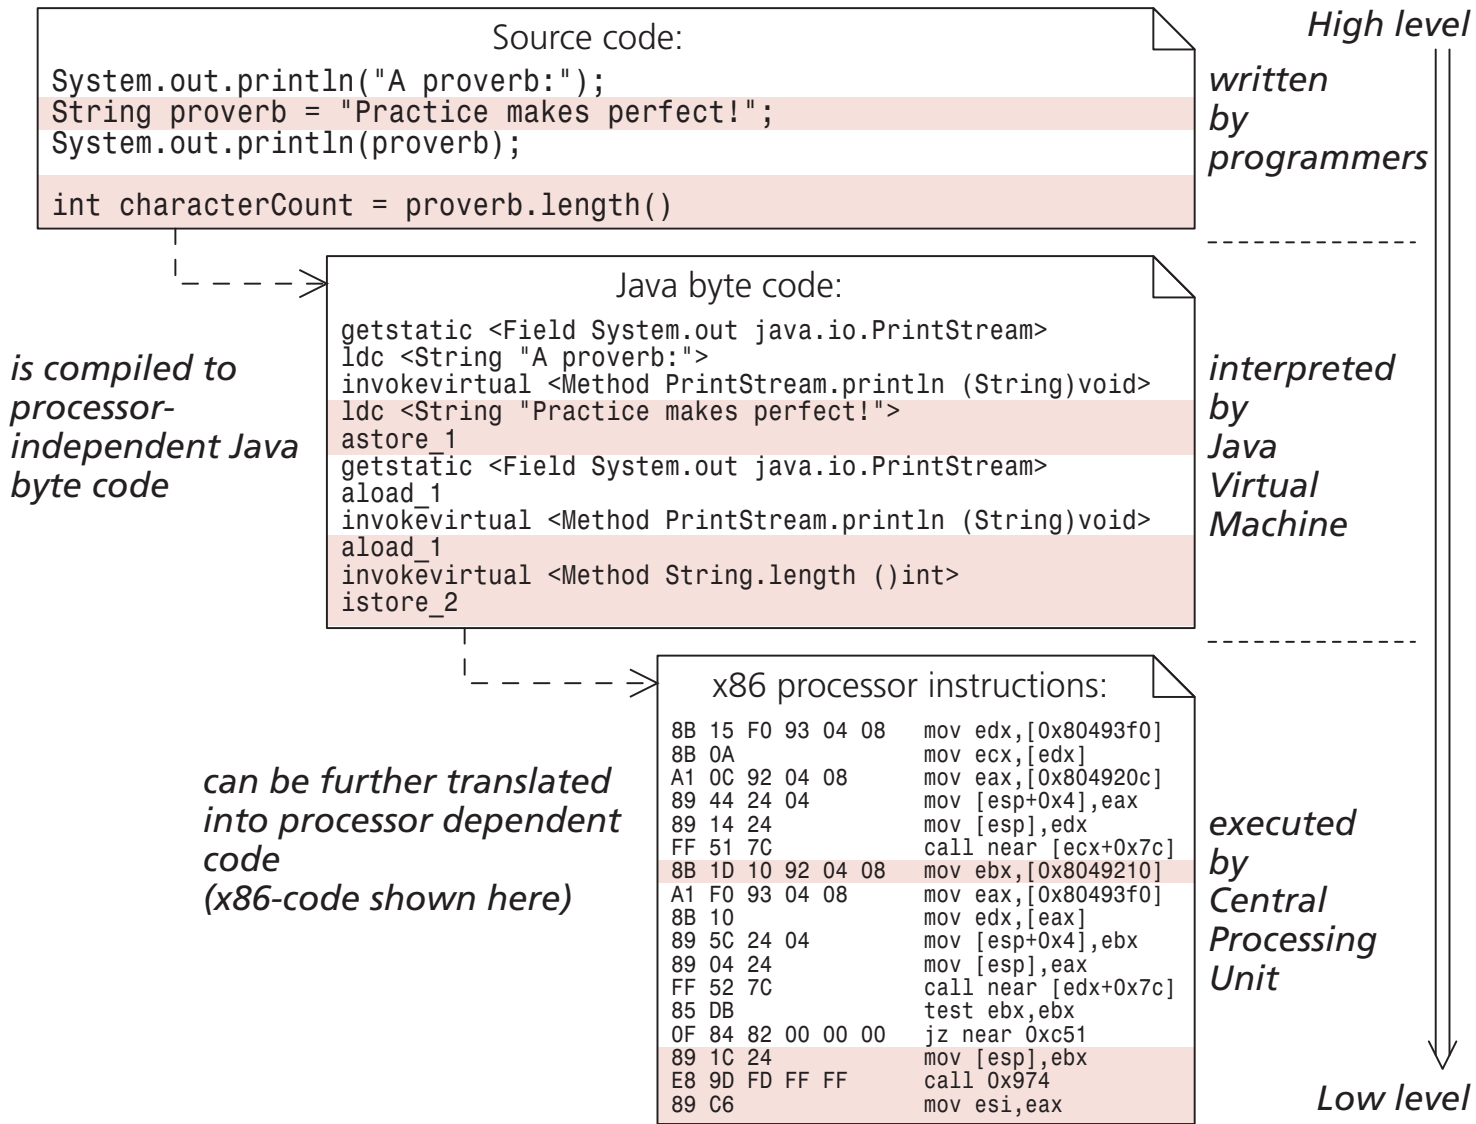 High level
Source code:
System.out.println("A proverb:");
String proverb = "Practice makes perfect!";
System.out.println(proverb);
int characterCount = proverb.length()
written
by
programmers
Java byte code:
getstatic <Field System.out java.io.PrintStream>
ldc <String "A proverb:">
invokevirtual <Method PrintStream.println (String)void>
ldc <String "Practice makes perfect!">
astore_1
getstatic <Field System.out java.io.PrintStream>
aload_1
invokevirtual <Method PrintStream.println (String)void>
aload_1
invokevirtual <Method String.length ()int>
istore_2
is compiled to
processor-
independent Java
byte code
interpreted
by
Java
Virtual
Machine
x86 processor instructions:
8B 15 F0 93 04 08 mov edx,[0x80493f0]
8B 0A mov ecx,[edx]
A1 0C 92 04 08 mov eax,[0x804920c]
89 44 24 04 mov [esp+0x4],eax
89 14 24 mov [esp],edx
FF 51 7C call near [ecx+0x7c]
8B 1D 10 92 04 08 mov ebx,[0x8049210]
A1 F0 93 04 08 mov eax,[0x80493f0]
8B 10 mov edx,[eax]
89 5C 24 04 mov [esp+0x4],ebx
89 04 24 mov [esp],eax
FF 52 7C call near [edx+0x7c]
85 DB test ebx,ebx
0F 84 82 00 00 00 jz near 0xc51
89 1C 24 mov [esp],ebx
E8 9D FD FF FF call 0x974
89 C6 mov esi,eax
can be further translated
into processor dependent
code
(x86-code shown here)
executed
by
Central
Processing
Unit
Low level